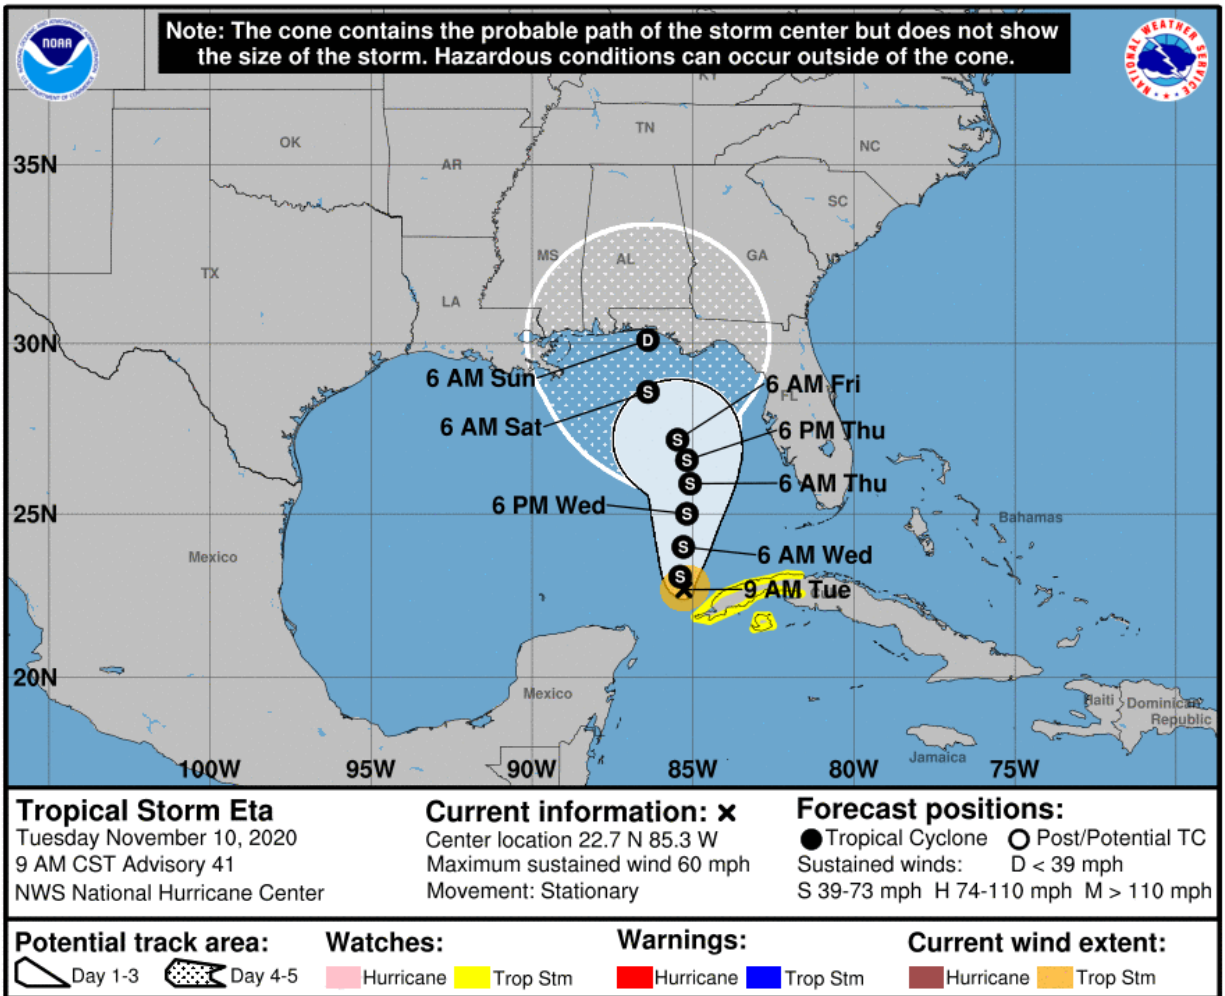 Note: The cone contains the probable path of the storm center but does not show
the size of the storm. Hazardous conditions can occur outside of the cone.
NOAA
NATIONAL WEATHER SERVICE
KY
TN
OK
NC
AR
35N
SC
MS
AL
GA
TX
LA
30N
D
6 AM Sun
6 AM Fri
S
FL
6 AM Sat
S
6 PM Thu
S
S
6 AM Thu
6 PM Wed
S
25N
Bahamas
Mexico
S
6 AM Wed
S
9 AM Tue
20N
Mexico
Haiti
Dominican
Republic
Jamaica
100W
95W
90W
85W
80W
75W
Tropical Storm Eta
Tuesday November 10, 2020
9 AM CST Advisory 41
NWS National Hurricane Center
Current information: ×
Center location 22.7 N 85.3 W
Maximum sustained wind 60 mph
Movement: Stationary
Forecast positions:
Tropical Cyclone
Post/Potential TC
Sustained winds: D < 39 mph
S 39-73 mph H 74-110 mph M > 110 mph
Potential track area:
Day 1-3
Day 4-5
Watches:
Hurricane
Trop Stm
Warnings:
Hurricane
Trop Stm
Current wind extent:
Hurricane
Trop Stm